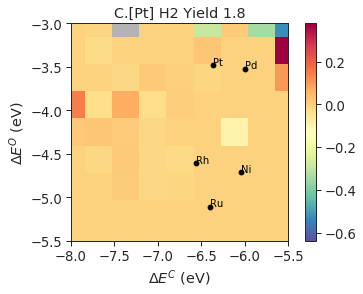 C.[Pt] H2 Yield 1.8
ΔE^O (eV)
−3.0
−3.5
−4.0
−4.5
−5.0
−5.5
Pt
Pd
Rh
Ni
Ru
−8.0 −7.5 −7.0 −6.5 −6.0 −5.5
ΔE^C (eV)
0.2
0.0
−0.2
−0.4
−0.6